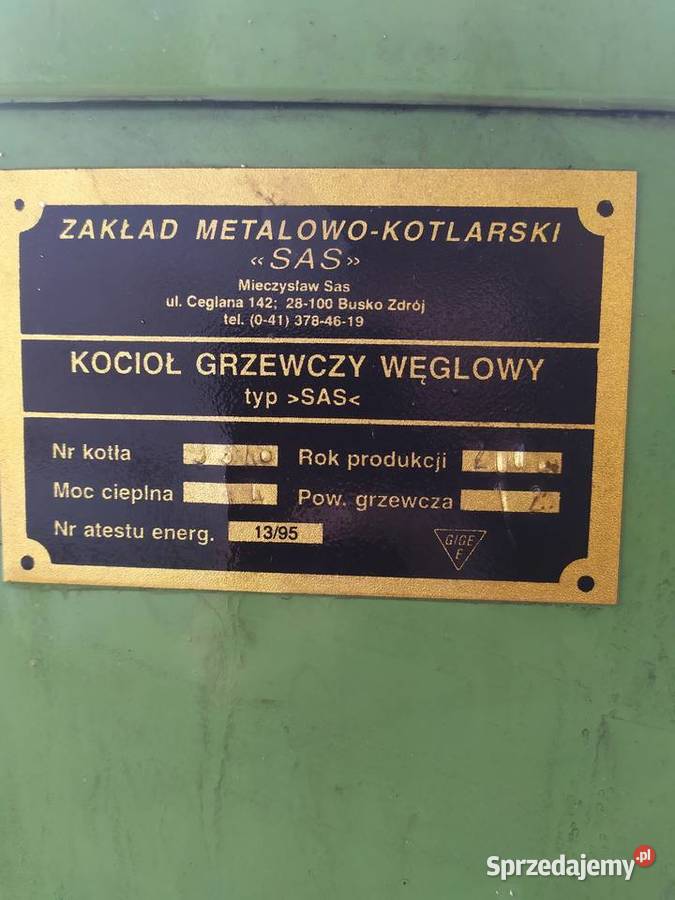 ZAKŁAD METALOWO-KOTLARSKI
«SAS»
Mieczysław Sas
ul. Ceglana 142; 28-100 Busko Zdrój
tel. (0-41) 378-46-19
KOCIOŁ GRZEWCZY WĘGLOWY
typ >SAS<
Nr kotła Rok produkcji
Moc cieplna Pow. grzewcza
Nr atestu energ. 13/95
GIGE
E
Sprzedajemy.pl